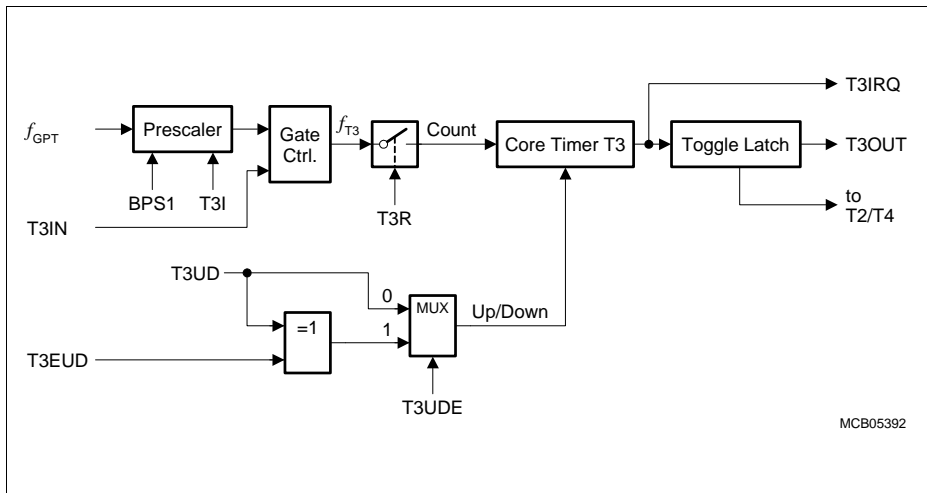 T3IRQ
fGPT
Prescaler
Gate
Ctrl.
fT3
Count
Core Timer T3
Toggle Latch
T3OUT
BPS1
T3I
T3R
to
T2/T4
T3IN
T3UD
0
MUX
Up/Down
=1
1
T3EUD
T3UDE
MCB05392